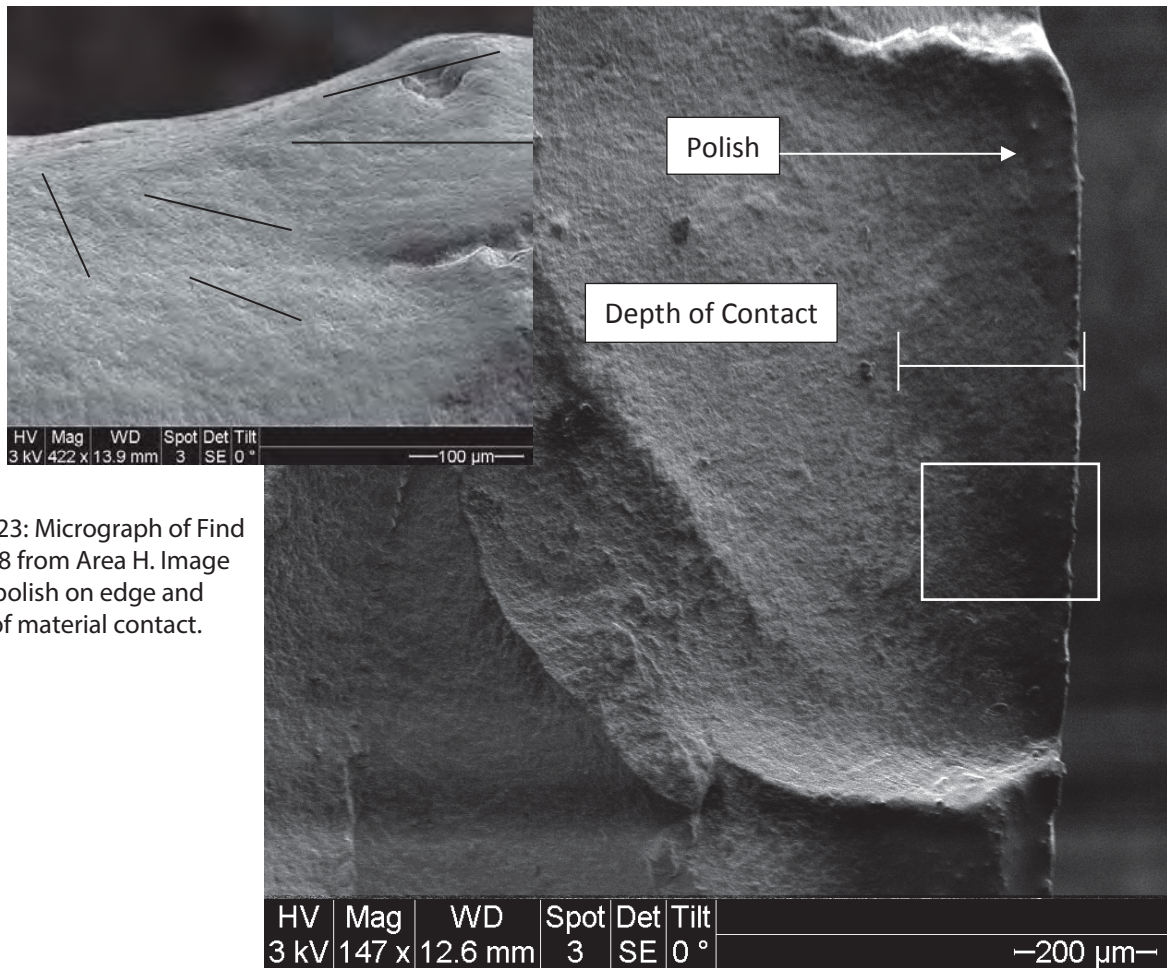 HV Mag WD Spot Det Tilt
3 kV 422 x 13.9 mm 3 SE 0 ° 100 µm
Polish
Depth of Contact
23: Micrograph of Find
8 from Area H. Image
polish on edge and
of material contact.
HV Mag WD Spot Det Tilt
3 kV 147 x 12.6 mm 3 SE 0 ° 200 µm